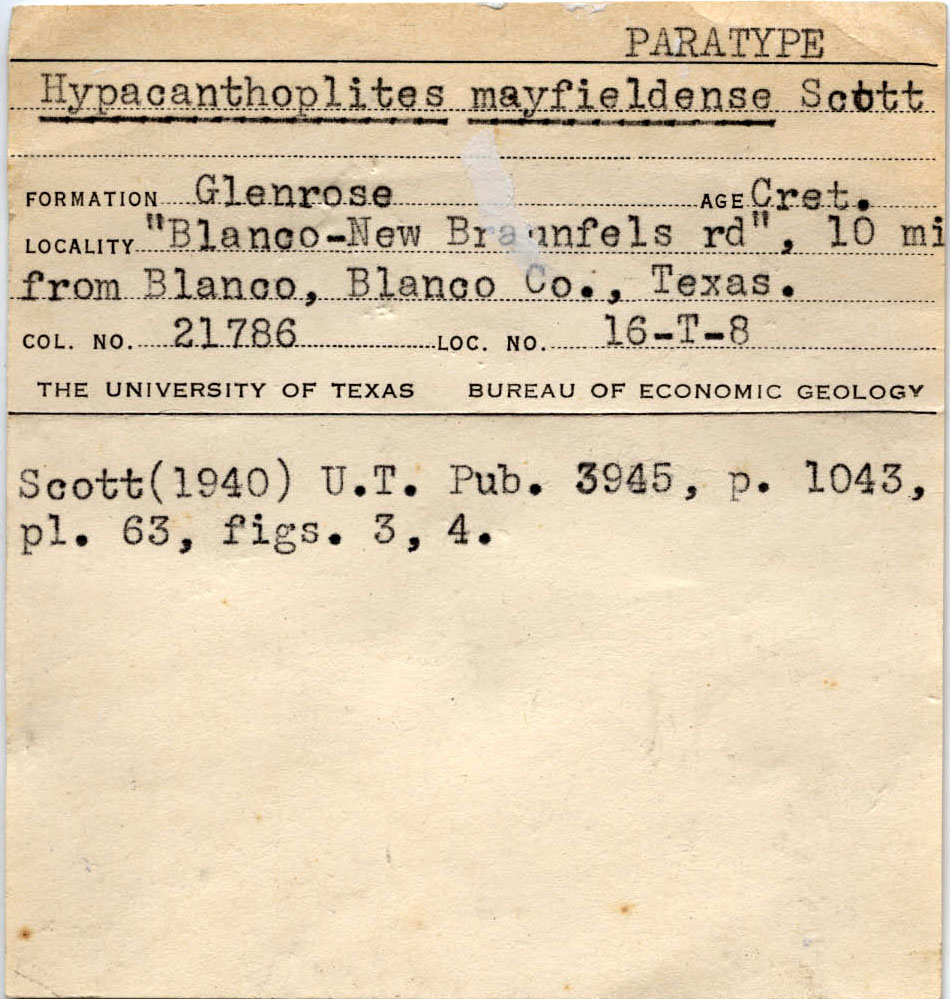 PARATYPE
Hypacanthoplites mayfieldense Scott
FORMATION Glenrose AGE Cret.
LOCALITY "Blanco-New Braunfels rd", 10 mi
from Blanco, Blanco Co., Texas.
COL. NO. 21786 LOC. NO. 16-T-8
THE UNIVERSITY OF TEXAS BUREAU OF ECONOMIC GEOLOGY
Scott(1940) U.T. Pub. 3945, p. 1043,
pl. 63, figs. 3, 4.